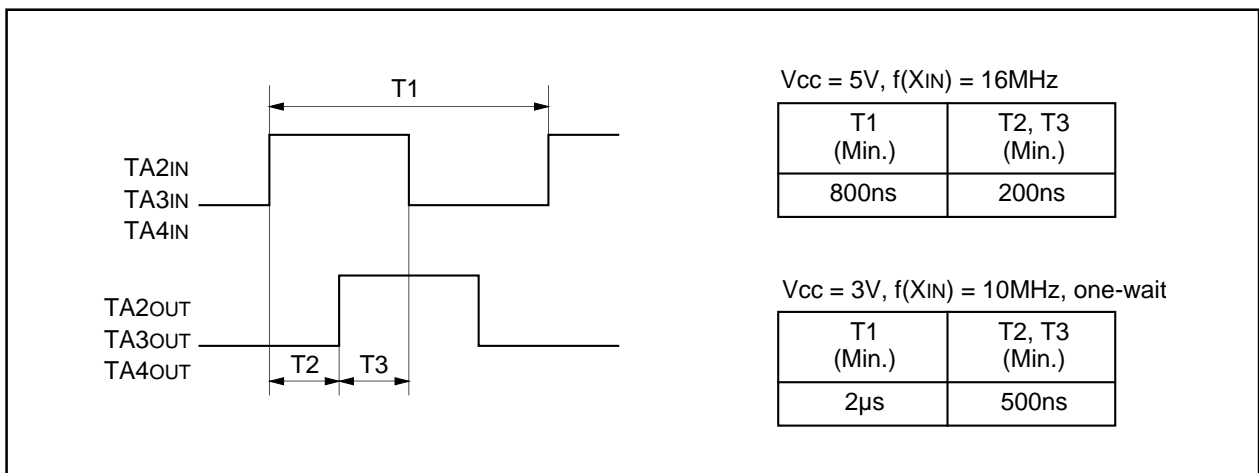 T1
TA2IN
TA3IN
TA4IN
TA2OUT
TA3OUT
TA4OUT
T2 T3
Vcc = 5V, f(XIN) = 16MHz
T1 (Min.) T2, T3 (Min.)
800ns 200ns
Vcc = 3V, f(XIN) = 10MHz, one-wait
T1 (Min.) T2, T3 (Min.)
2µs 500ns